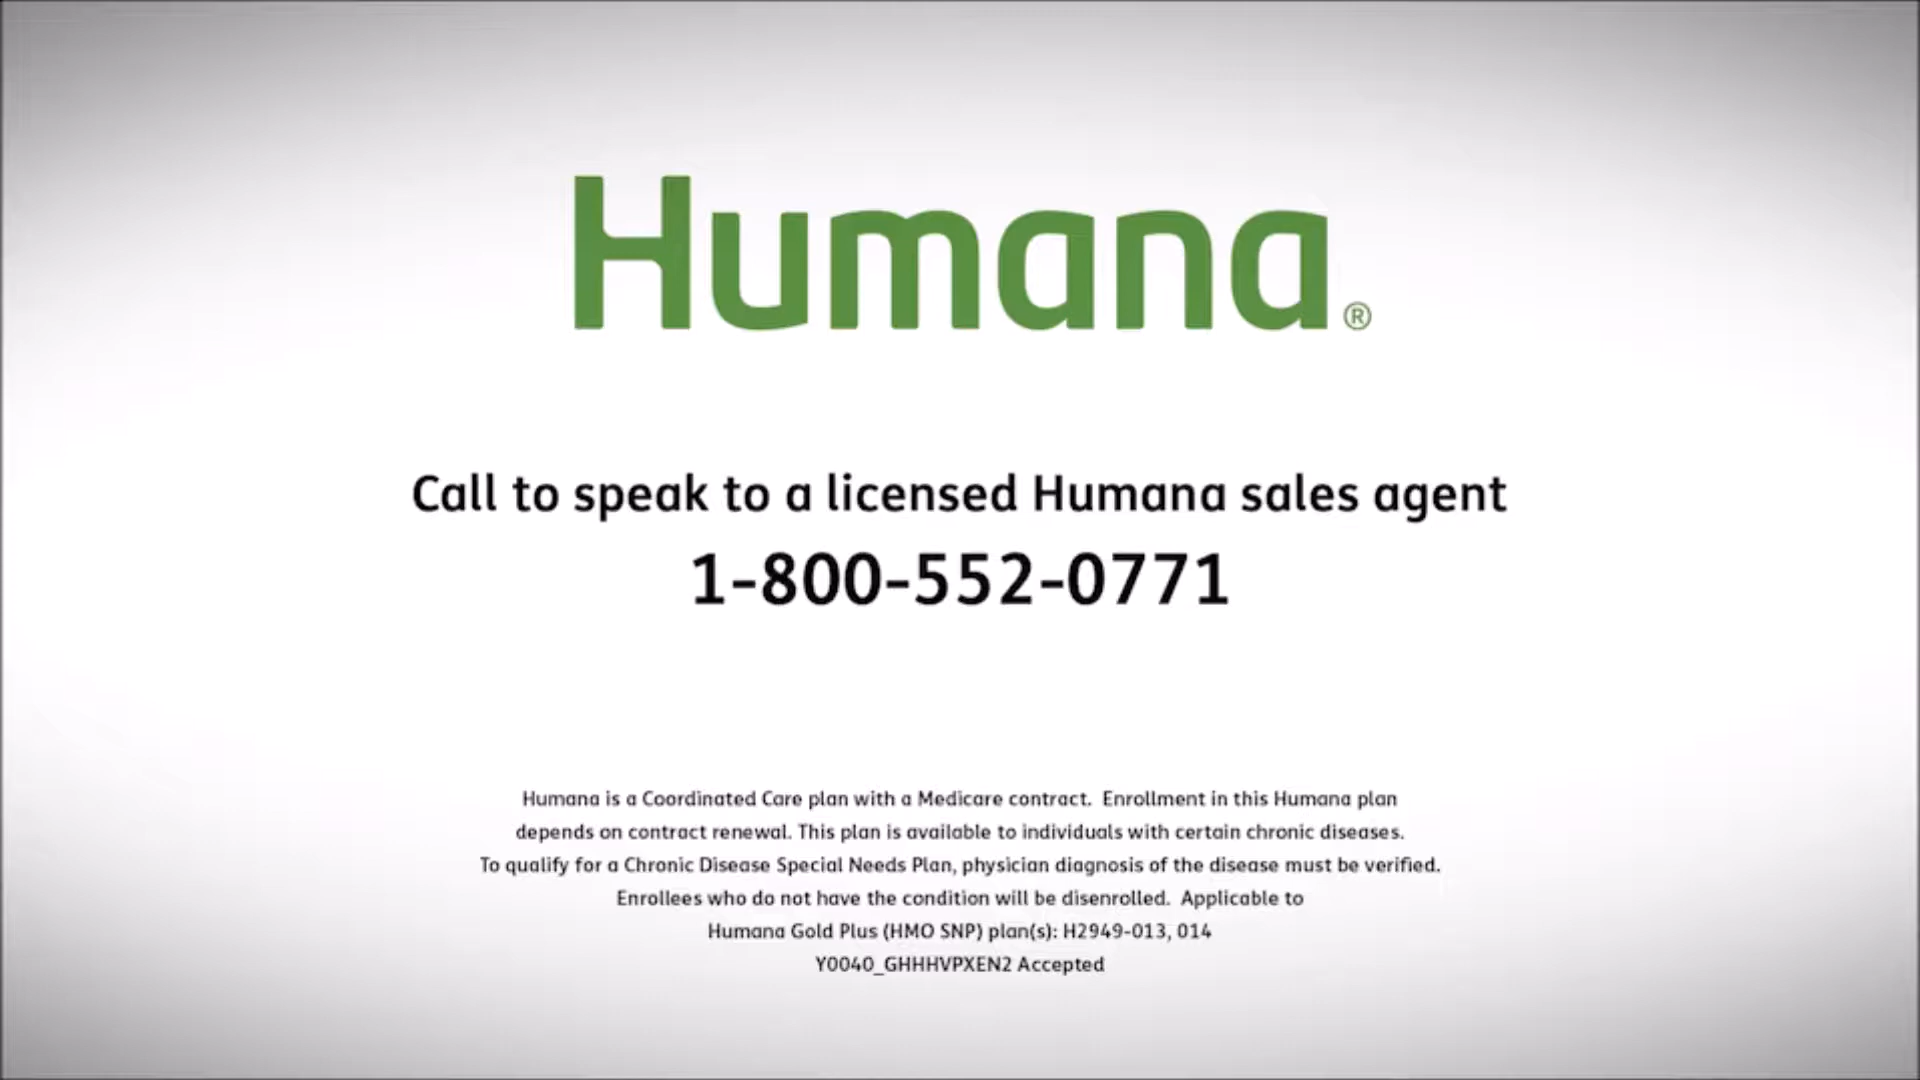 Humana®
Call to speak to a licensed Humana sales agent
1-800-552-0771
Humana is a Coordinated Care plan with a Medicare contract.  Enrollment in this Humana plan
depends on contract renewal. This plan is available to individuals with certain chronic diseases.
To qualify for a Chronic Disease Special Needs Plan, physician diagnosis of the disease must be verified.
Enrollees who do not have the condition will be disenrolled.  Applicable to
Humana Gold Plus (HMO SNP) plan(s): H2949-013, 014
Y0040_GHHHVPXEN2 Accepted